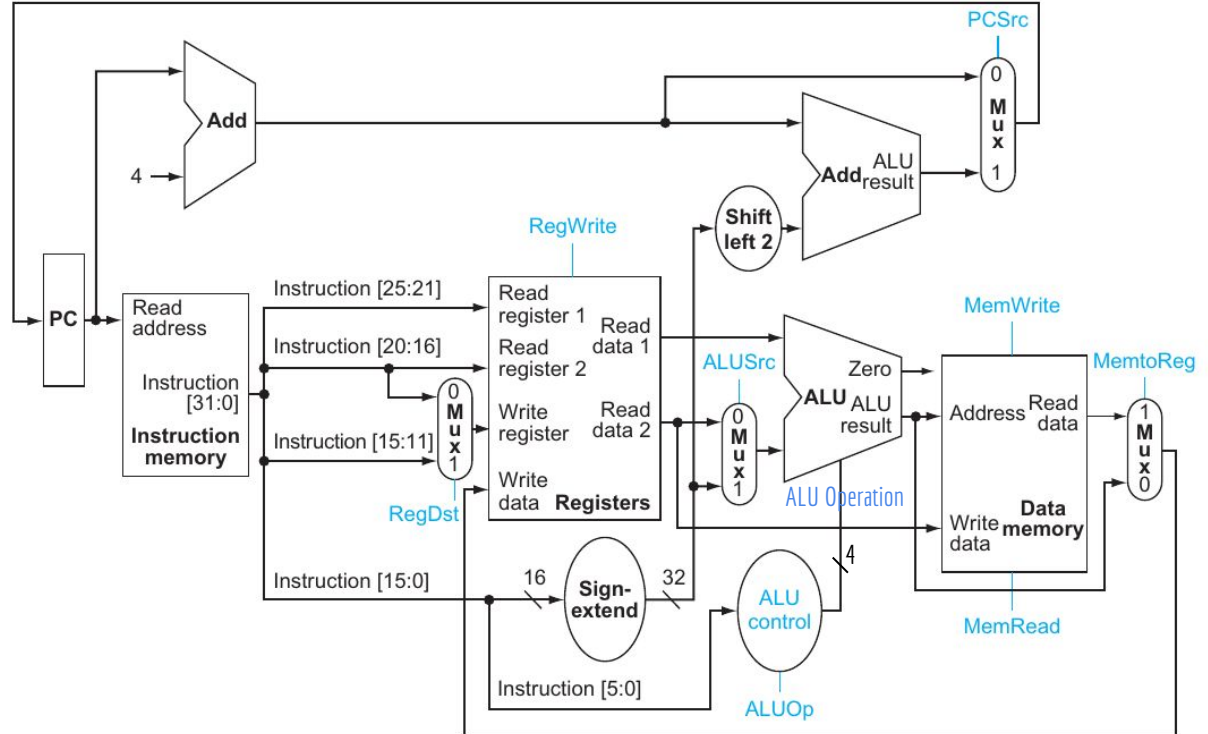 PCSrc
0
M
u
x
1
Add
4
Add
ALU
result
Shift
left 2
RegWrite
PC
Read
address
Instruction
[31:0]
Instruction
memory
Instruction [25:21]
Instruction [20:16]
Instruction [15:11]
0
M
u
x
1
RegDst
Read
register 1
Read
register 2
Write
register
Write
data
Read
data 1
Read
data 2
Registers
ALUSrc
0
M
u
x
1
Zero
ALU
ALU
result
ALU Operation
4
MemWrite
Address
Read
data
Write
data
Data
memory
MemRead
MemtoReg
1
M
u
x
0
Instruction [15:0]
16
Sign-
extend
32
ALU
control
Instruction [5:0]
ALUOp